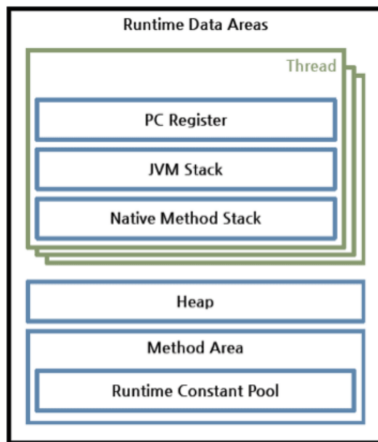 Runtime Data Areas
Thread
PC Register
JVM Stack
Native Method Stack
Heap
Method Area
Runtime Constant Pool